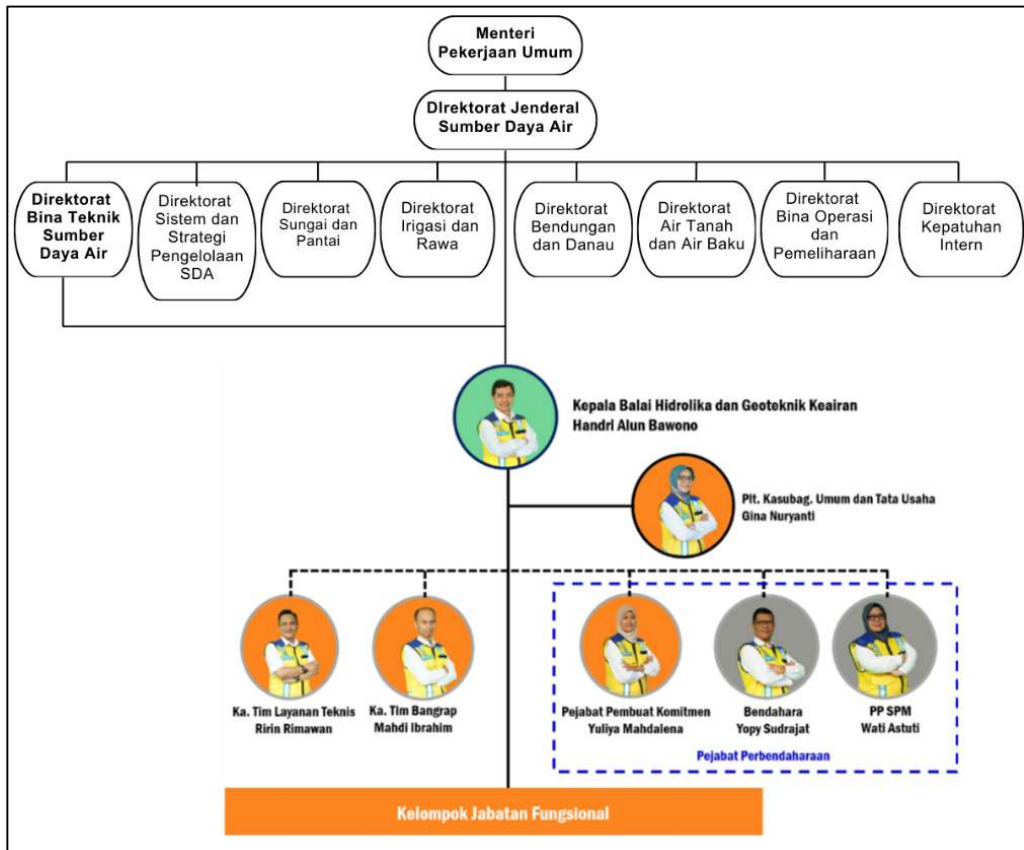 Menteri
Pekerjaan Umum
DIrektorat Jenderal
Sumber Daya Air
Direktorat
Bina Teknik
Sumber
Daya Air
Direktorat
Sistem dan
Strategi
Pengelolaan
SDA
Direktorat
Sungai dan
Pantai
Direktorat
Irigasi dan
Rawa
Direktorat
Bendungan
dan Danau
Direktorat
Air Tanah
dan Air Baku
Direktorat
Bina Operasi
dan
Pemeliharaan
Direktorat
Kepatuhan
Intern
Kepala Balai Hidrolika dan Geoteknik Keairan
Handri Alun Bawono
Plt. Kasubag. Umum dan Tata Usaha
Gina Nuryanti
Ka. Tim Layanan Teknis
Ririn Rimawan
Ka. Tim Bangrap
Mahdi Ibrahim
Pejabat Pembuat Komitmen
Yuliya Mahdalena
Bendahara
Yopy Sudrajat
PP SPM
Wati Astuti
Pejabat Perbendaharaan
Kelompok Jabatan Fungsional